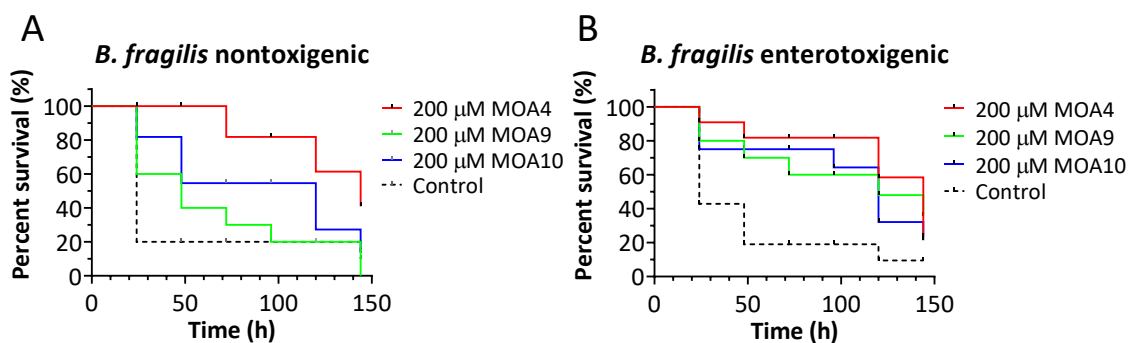 A
B. fragilis nontoxigenic
Percent survival (%)
100
80
60
40
20
0
0 50 100 150
Time (h)
200 μM MOA4
200 μM MOA9
200 μM MOA10
Control
B
B. fragilis enterotoxigenic
Percent survival (%)
100
80
60
40
20
0
0 50 100 150
Time (h)
200 μM MOA4
200 μM MOA9
200 μM MOA10
Control